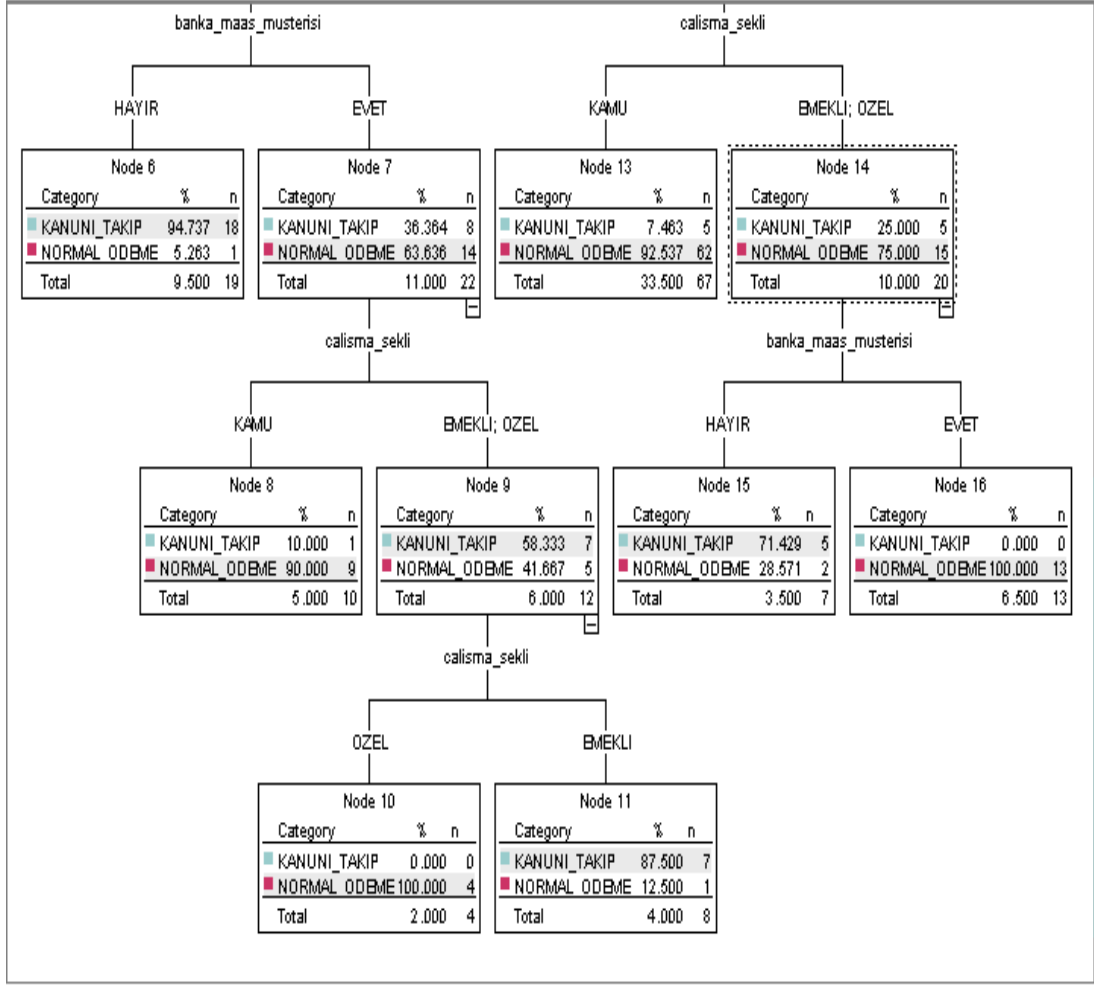 banka_maas_musterisi
calisma_sekli
HAYIR
EVET
KAMU
EMEKLI; OZEL
Node 6
Category % n
KANUNI_TAKIP 94.737 18
NORMAL_ODEME 5.263 1
Total 9.500 19
Node 7
Category % n
KANUNI_TAKIP 36.364 8
NORMAL_ODEME 63.636 14
Total 11.000 22
Node 13
Category % n
KANUNI_TAKIP 7.463 5
NORMAL_ODEME 92.537 62
Total 33.500 67
Node 14
Category % n
KANUNI_TAKIP 25.000 5
NORMAL_ODEME 75.000 15
Total 10.000 20
calisma_sekli
banka_maas_musterisi
KAMU
EMEKLI; OZEL
HAYIR
EVET
Node 8
Category % n
KANUNI_TAKIP 10.000 1
NORMAL_ODEME 90.000 9
Total 5.000 10
Node 9
Category % n
KANUNI_TAKIP 58.333 7
NORMAL_ODEME 41.667 5
Total 6.000 12
Node 15
Category % n
KANUNI_TAKIP 71.429 5
NORMAL_ODEME 28.571 2
Total 3.500 7
Node 16
Category % n
KANUNI_TAKIP 0.000 0
NORMAL_ODEME 100.000 13
Total 6.500 13
calisma_sekli
OZEL
EMEKLI
Node 10
Category % n
KANUNI_TAKIP 0.000 0
NORMAL_ODEME 100.000 4
Total 2.000 4
Node 11
Category % n
KANUNI_TAKIP 87.500 7
NORMAL_ODEME 12.500 1
Total 4.000 8